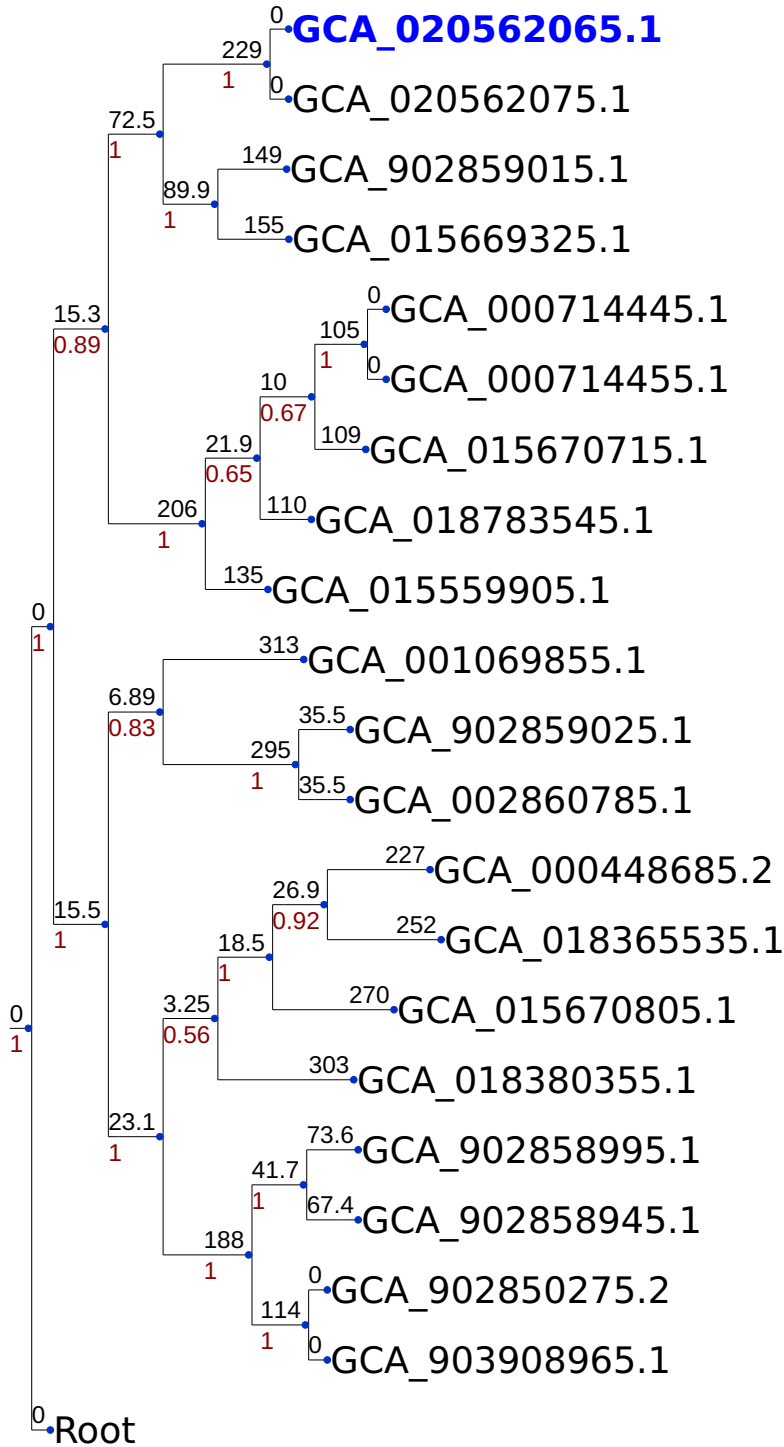 0
GCA_020562065.1
229
1
0
GCA_020562075.1
72.5
1
149
GCA_902859015.1
89.9
1
155
GCA_015669325.1
15.3
0.89
0
GCA_000714445.1
105
1
0
GCA_000714455.1
10
0.67
109
GCA_015670715.1
21.9
0.65
110
GCA_018783545.1
206
1
135
GCA_015559905.1
0
1
313
GCA_001069855.1
6.89
0.83
35.5
GCA_902859025.1
295
1
35.5
GCA_002860785.1
15.5
1
227
GCA_000448685.2
26.9
0.92
252
GCA_018365535.1
18.5
1
270
GCA_015670805.1
3.25
0.56
303
GCA_018380355.1
0
1
23.1
1
73.6
GCA_902858995.1
41.7
1
67.4
GCA_902858945.1
188
1
0
GCA_902850275.2
114
1
0
GCA_903908965.1
0
Root